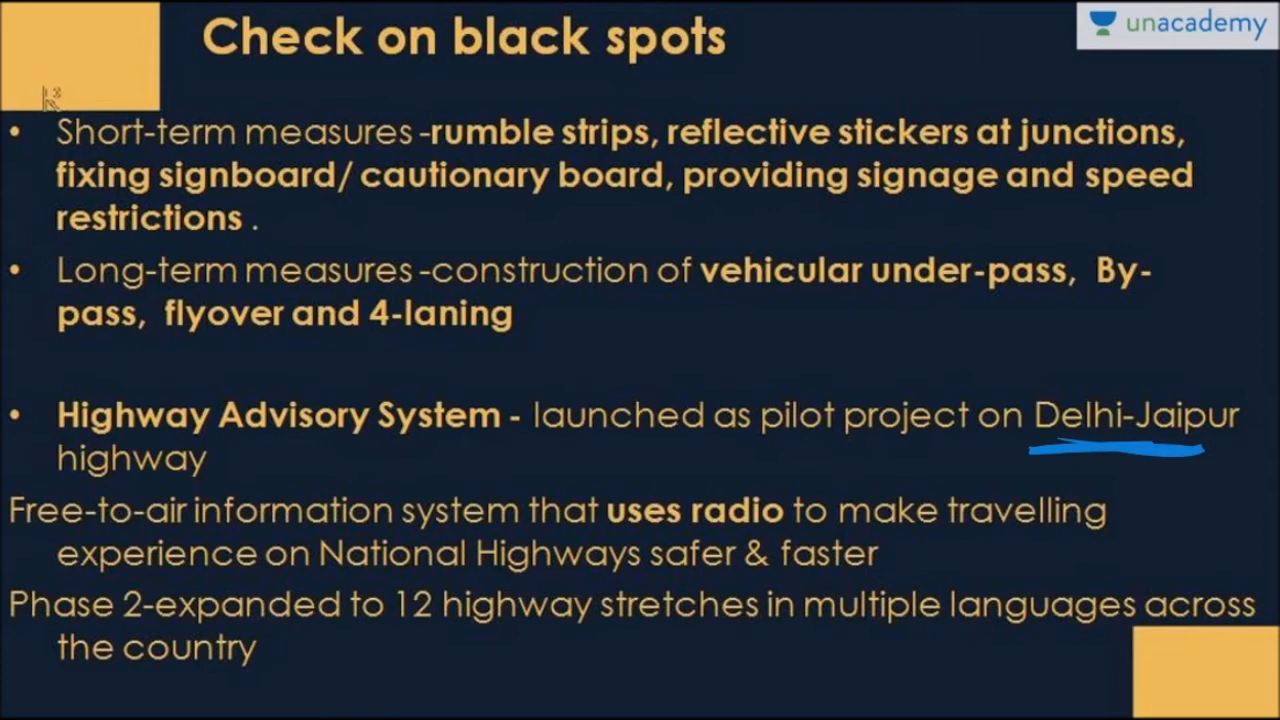 Check on black spots
unacademy
• Short-term measures -rumble strips, reflective stickers at junctions,
fixing signboard/ cautionary board, providing signage and speed
restrictions .
• Long-term measures -construction of vehicular under-pass, By-
pass, flyover and 4-laning
• Highway Advisory System - launched as pilot project on Delhi-Jaipur
highway
Free-to-air information system that uses radio to make travelling
experience on National Highways safer & faster
Phase 2-expanded to 12 highway stretches in multiple languages across
the country